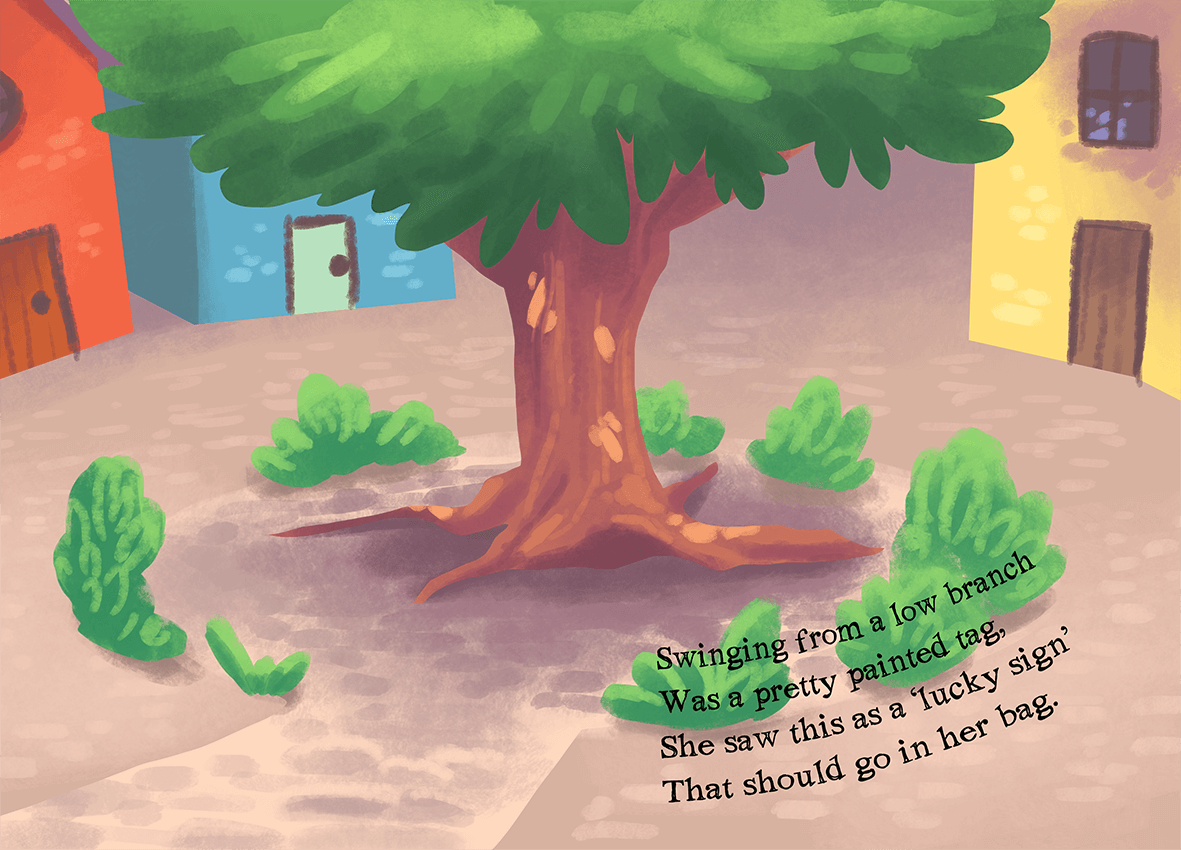 Swinging from a low branch
Was a pretty painted tag,
She saw this as a ‘lucky sign’
That should go in her bag.